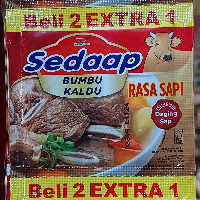 Beli 2 EXTRA 1
Sedaap
BUMBU
KALDU
RASA SAPI
Daging
Sapi
Beli 2 EXTRA 1